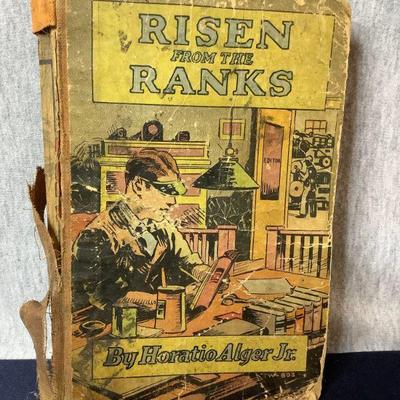 RISEN
FROM THE
RANKS
EDITOR
By Horatio Alger Jr.